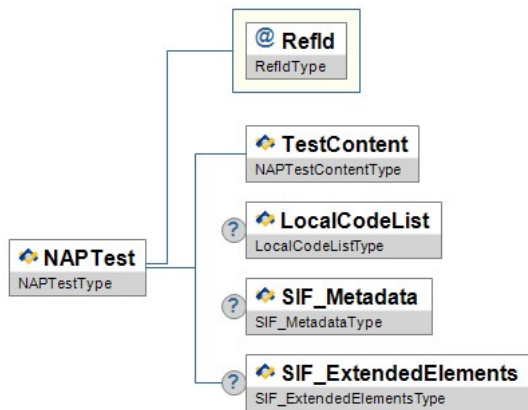 @ RefId
RefIdType
TestContent
NAPTestContentType
? LocalCodeList
LocalCodeListType
NAPTest
NAPTestType
? SIF_Metadata
SIF_MetadataType
? SIF_ExtendedElements
SIF_ExtendedElementsType